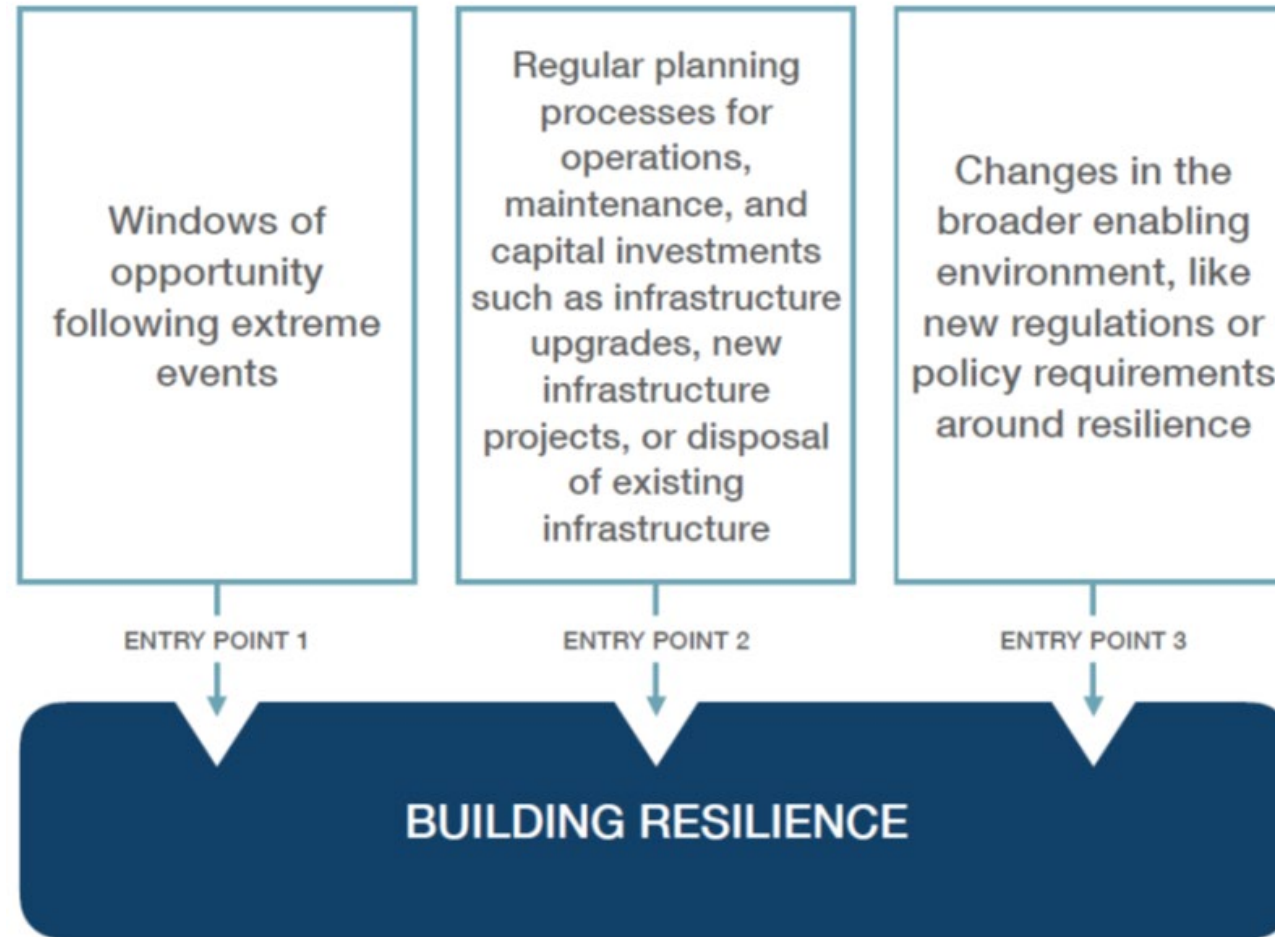 Windows of
opportunity
following extreme
events
Regular planning
processes for
operations,
maintenance, and
capital investments
such as infrastructure
upgrades, new
infrastructure
projects, or disposal
of existing
infrastructure
Changes in the
broader enabling
environment, like
new regulations or
policy requirements
around resilience
ENTRY POINT 1
ENTRY POINT 2
ENTRY POINT 3
BUILDING RESILIENCE